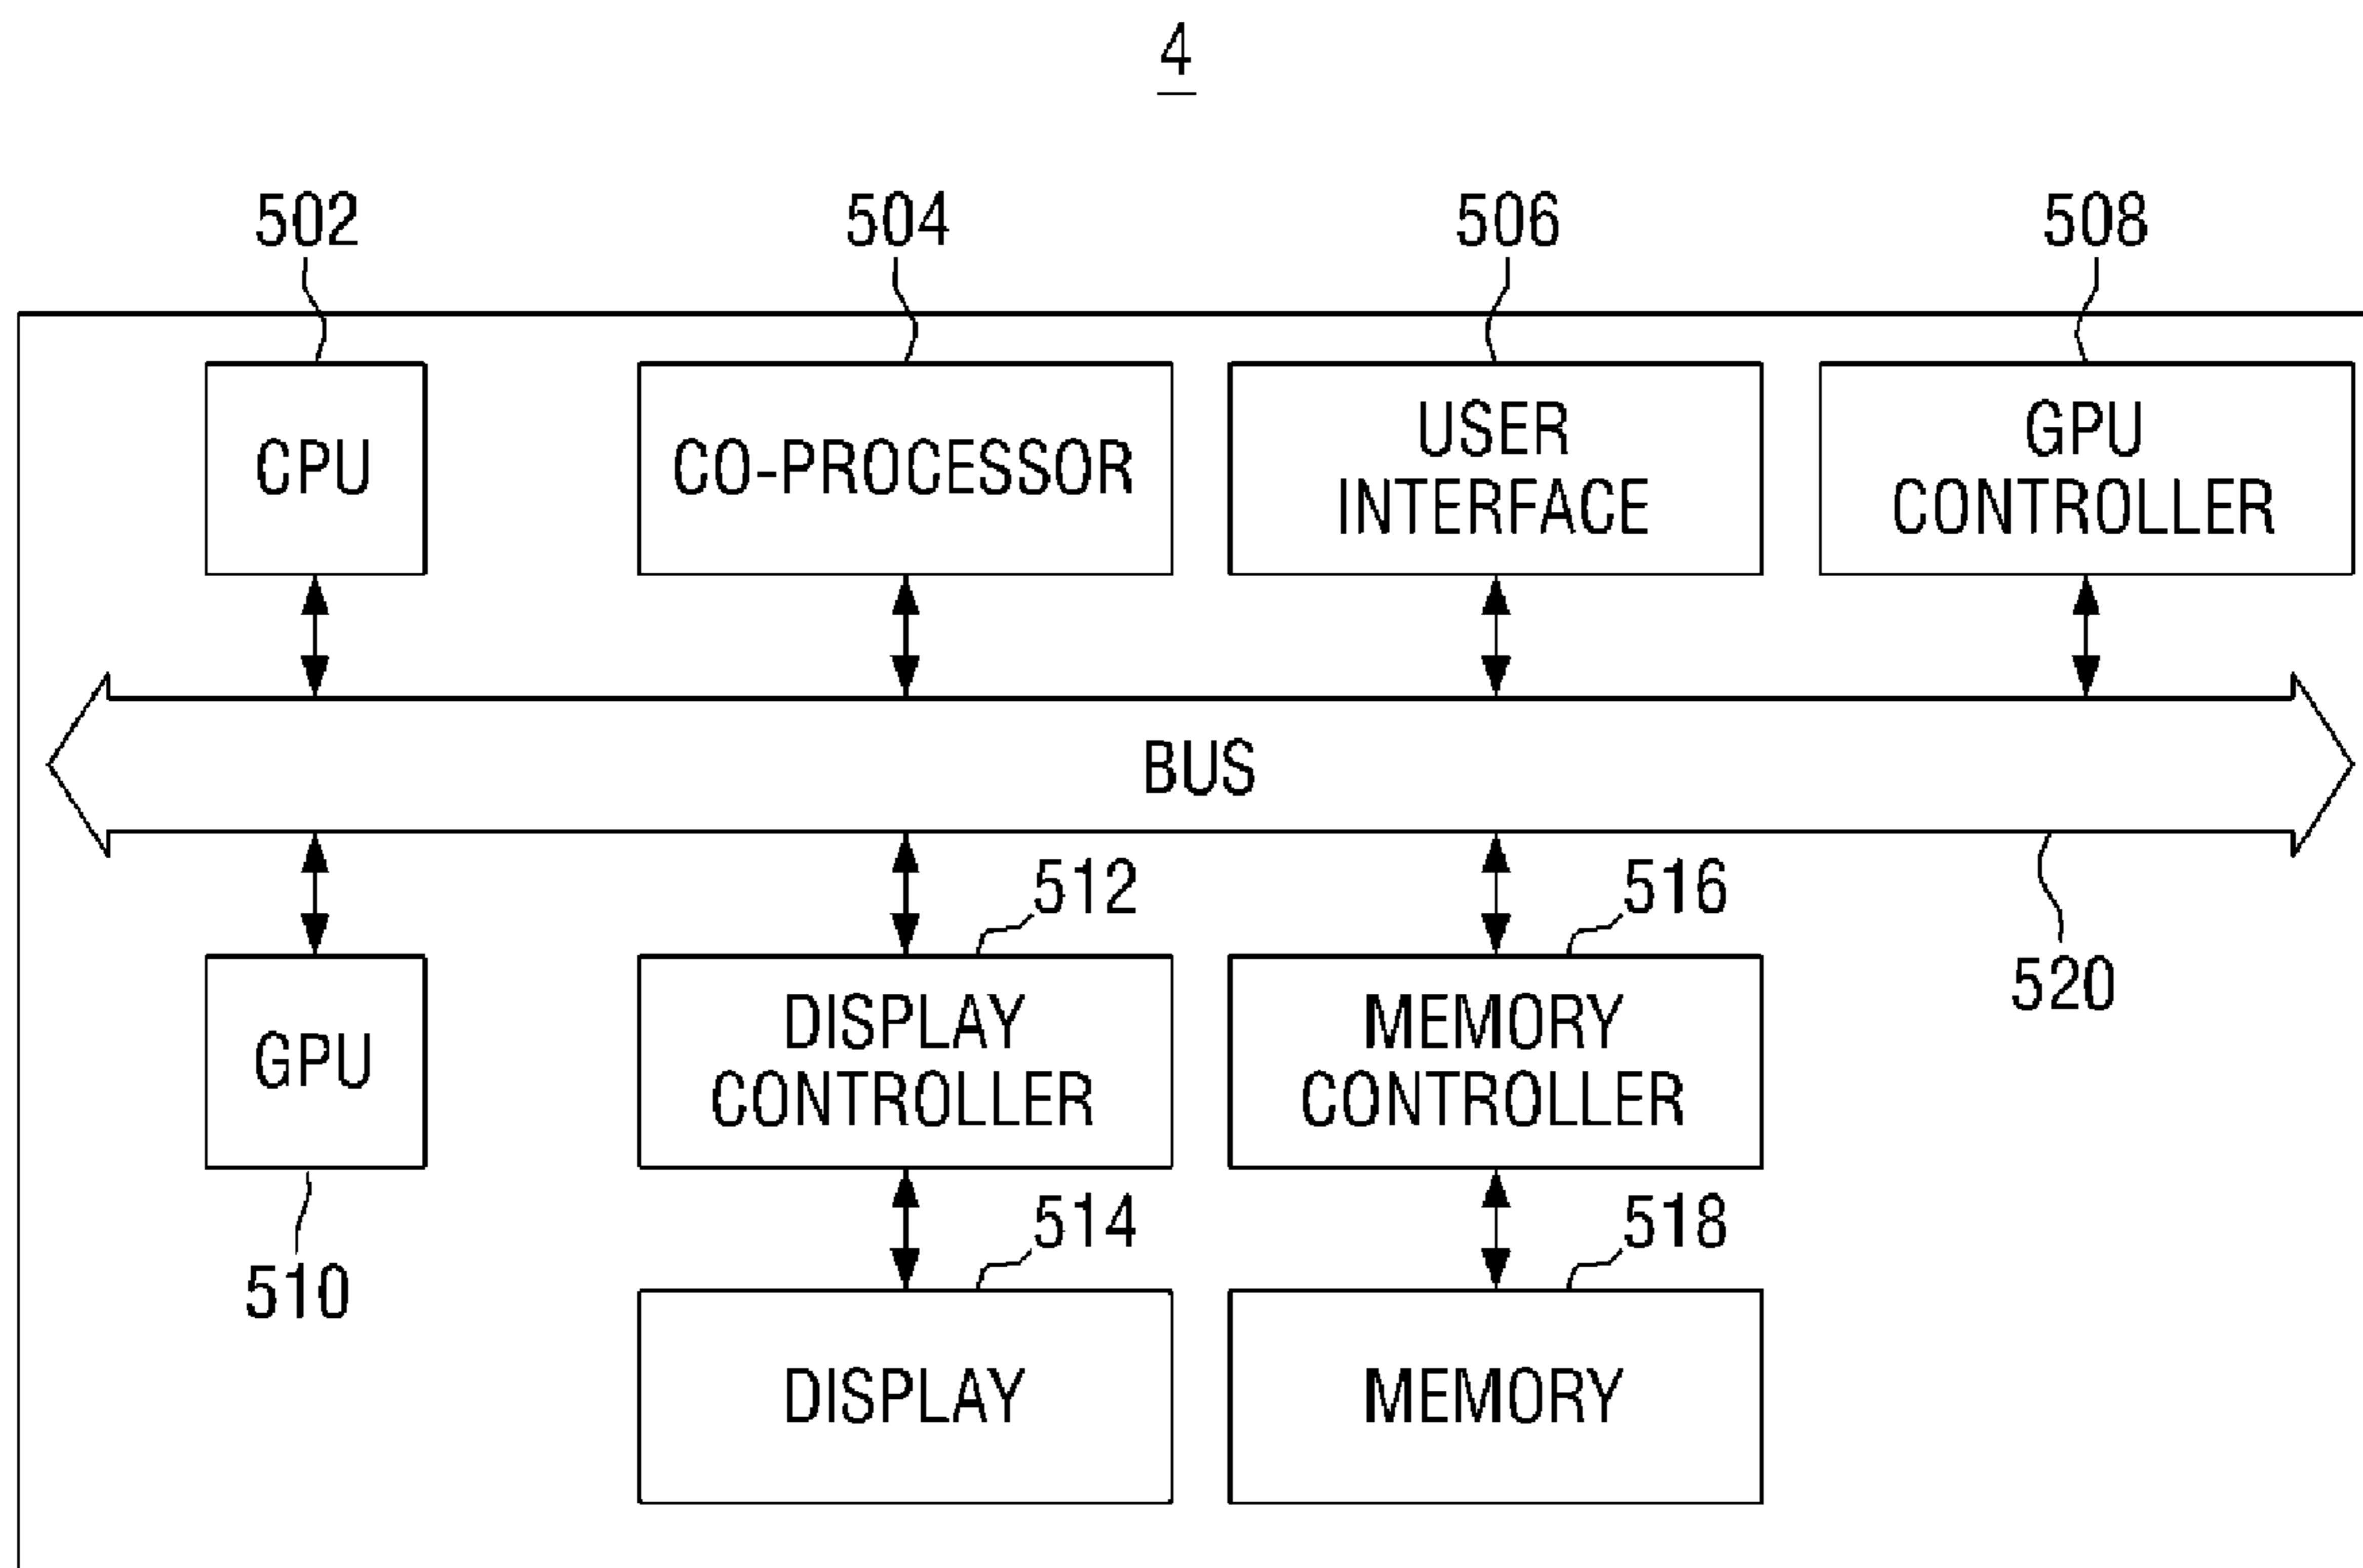 4
502 504 506 508
CPU CO-PROCESSOR USER INTERFACE GPU CONTROLLER
BUS
512 516
520
GPU DISPLAY CONTROLLER MEMORY CONTROLLER
514 518
510
DISPLAY MEMORY